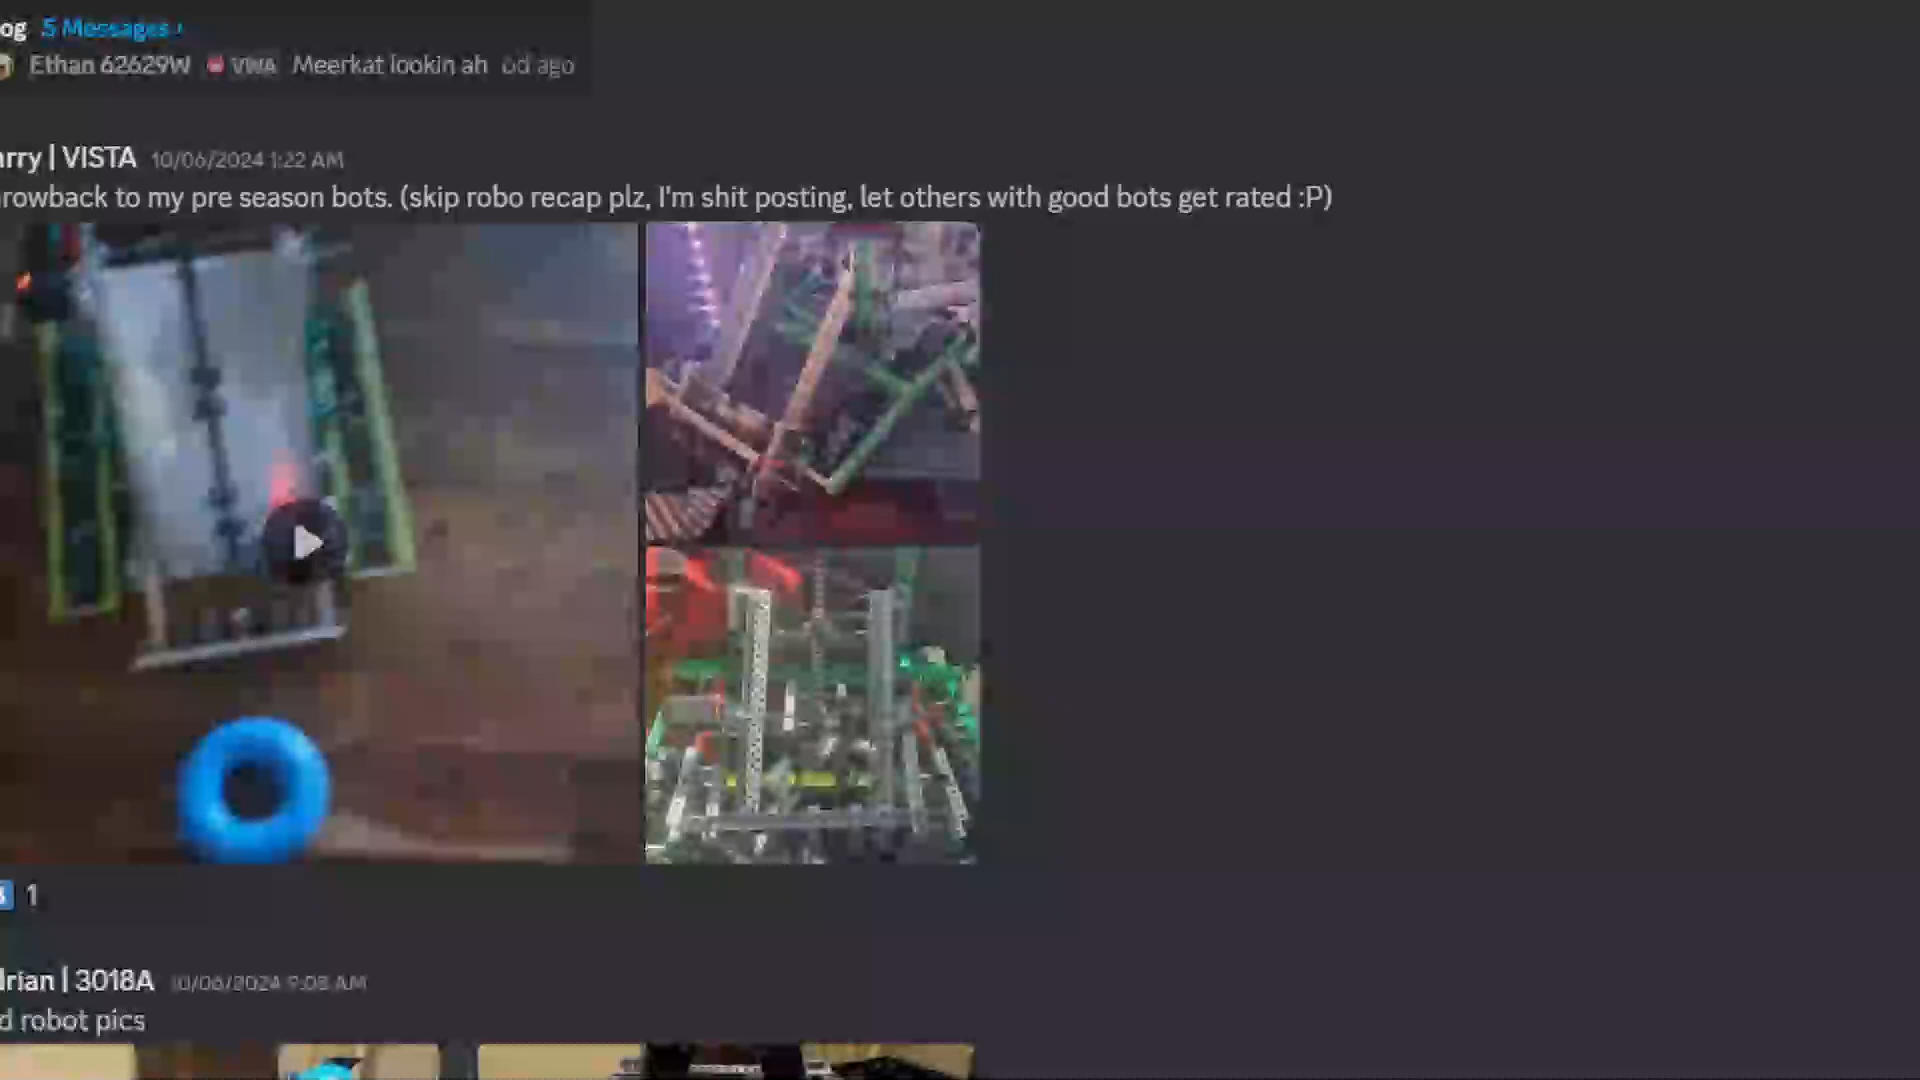 og 5 Messages ›
Ethan 62629W VWA Meerkat lookin ah 6d ago
arry | VISTA 10/06/2024 1:22 AM
rowback to my pre season bots. (skip robo recap plz, I'm shit posting, let others with good bots get rated :P)
1
drian | 3018A 10/06/2024 9:08 AM
d robot pics